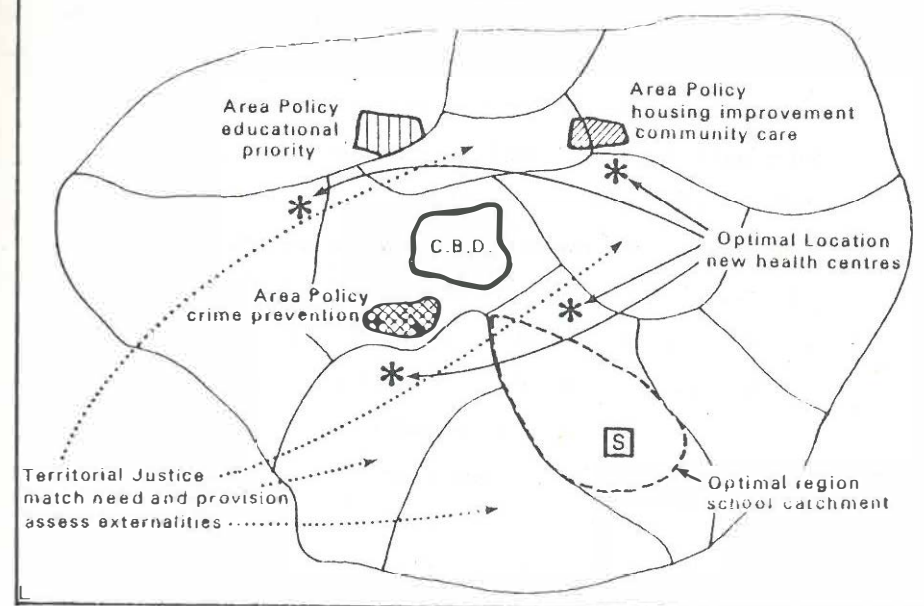 Area Policy
educational
priority
Area Policy
housing improvement
community care
C.B.D.
Optimal Location
new health centres
Area Policy
crime prevention
S
Territorial Justice
match need and provision
assess externalities
Optimal region
school catchment